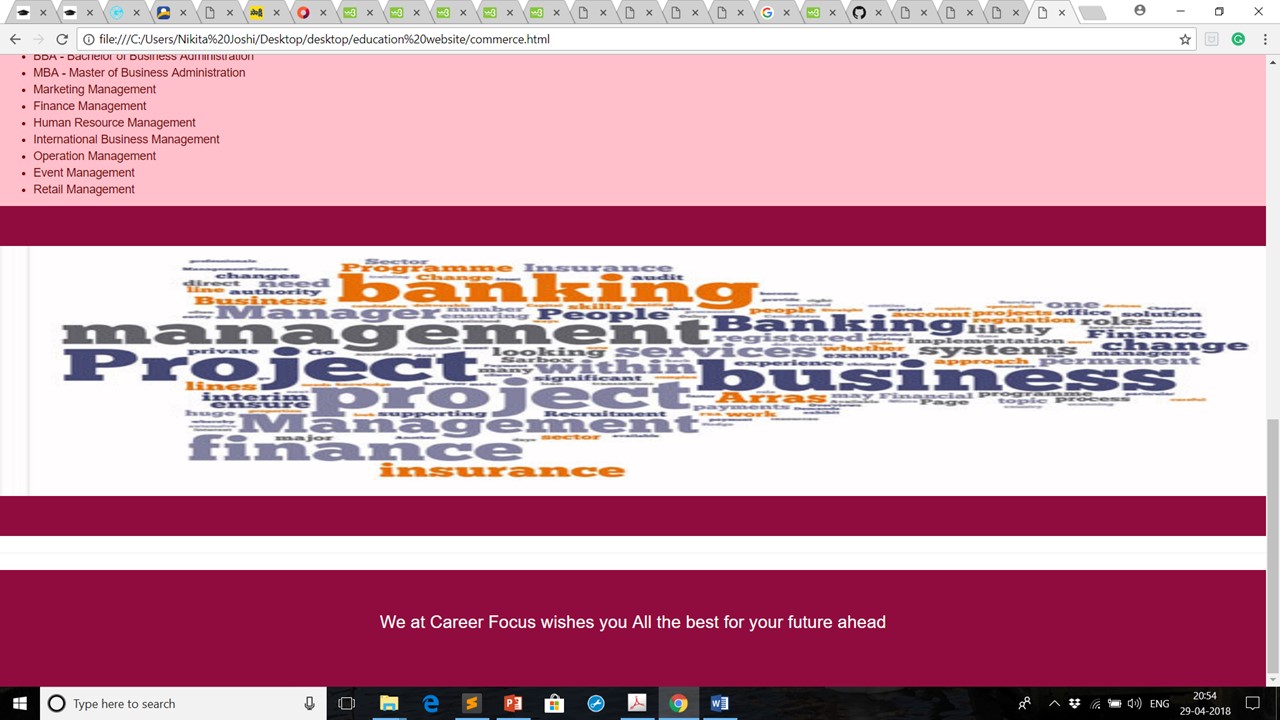 file:///C:/Users/Nikita%20Joshi/Desktop/desktop/education%20website/commerce.html
BBA - Bachelor of Business Administration
MBA - Master of Business Administration
Marketing Management
Finance Management
Human Resource Management
International Business Management
Operation Management
Event Management
Retail Management
professionals
Sector
ManagementFinance
Programme Insurance
changes
Change
audit
direct need
banking
line authority
Business
skills
Manager number
ensuring People
people
account projects office solution
one
regulation roles
management
Banking
likely
registered
implementation
Finance
change
private Go
looking services whether systems managers
Project
Sarbox
many within
experience example approach permanent
significant
business
lines
interim
ensure
project
Arras may Financial programme
payments
Page topic process
huge supporting Recruitment
work
Management
major
sector
finance
insurance
We at Career Focus wishes you All the best for your future ahead
Type here to search
ENG
20:54
29-04-2018